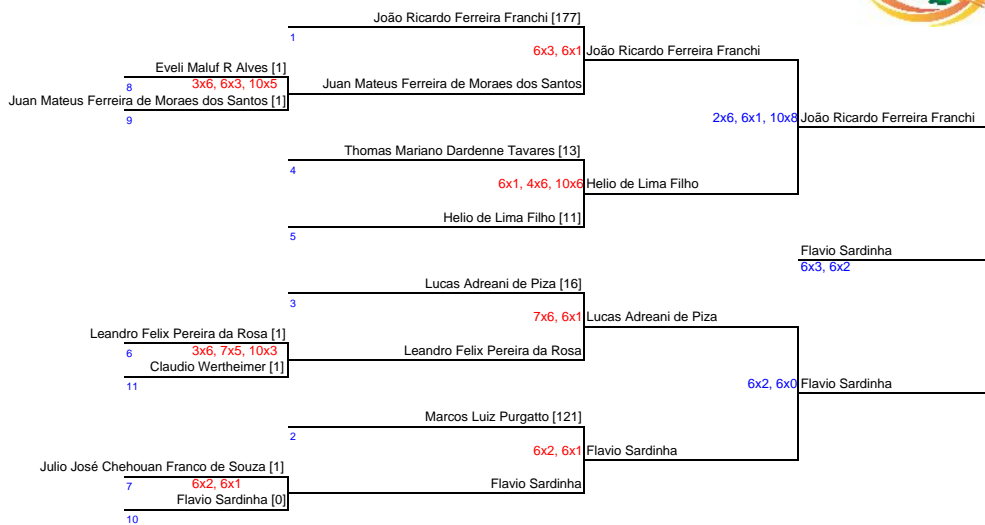 João Ricardo Ferreira Franchi [177]
1
6x3, 6x1 João Ricardo Ferreira Franchi
Eveli Maluf R Alves [1]
8
3x6, 6x3, 10x5
Juan Mateus Ferreira de Moraes dos Santos
Juan Mateus Ferreira de Moraes dos Santos [1]
9
2x6, 6x1, 10x8 João Ricardo Ferreira Franchi
Thomas Mariano Dardenne Tavares [13]
4
6x1, 4x6, 10x6 Helio de Lima Filho
Helio de Lima Filho [11]
5
Flavio Sardinha
6x3, 6x2
Lucas Adreani de Piza [16]
3
7x6, 6x1 Lucas Adreani de Piza
Leandro Felix Pereira da Rosa [1]
6
3x6, 7x5, 10x3
Leandro Felix Pereira da Rosa
Claudio Wertheimer [1]
11
6x2, 6x0 Flavio Sardinha
Marcos Luiz Purgatto [121]
2
6x2, 6x1 Flavio Sardinha
Julio José Chehouan Franco de Souza [1]
7
6x2, 6x1
Flavio Sardinha
Flavio Sardinha [0]
10